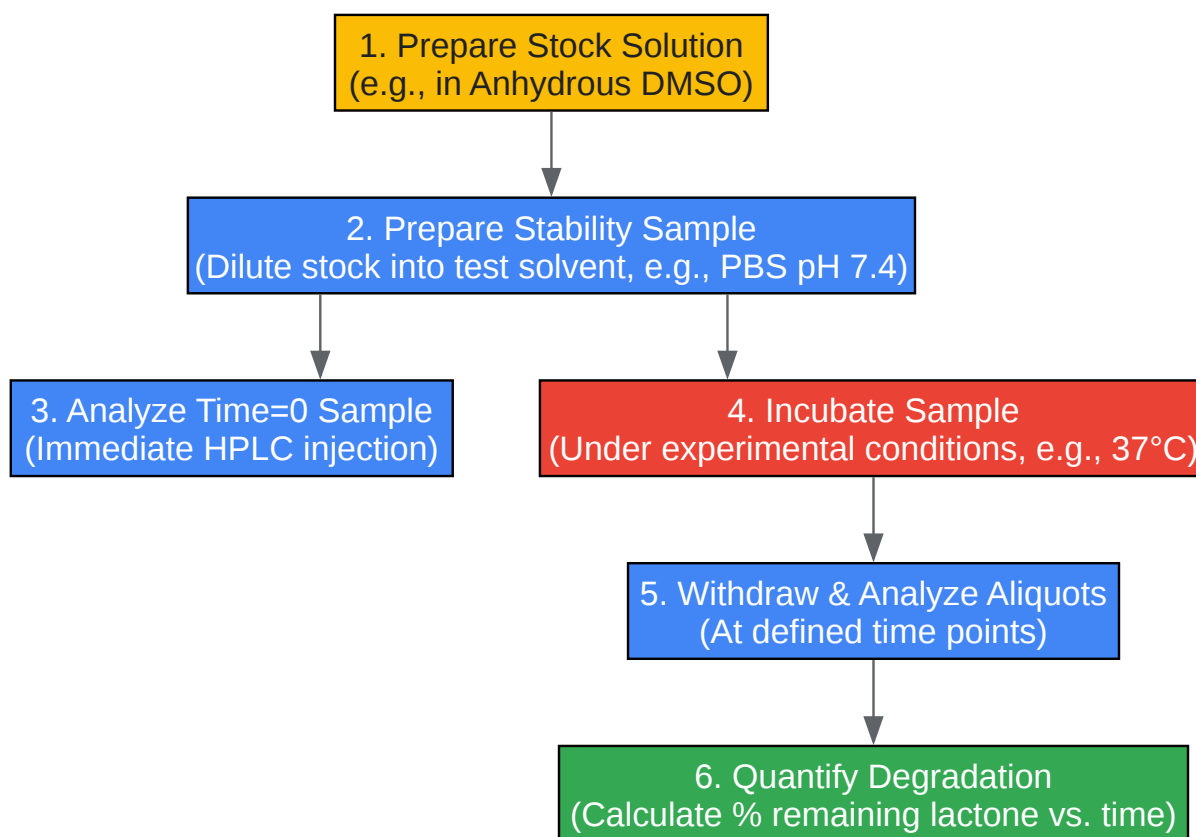 1. Prepare Stock Solution
(e.g., in Anhydrous DMSO)
2. Prepare Stability Sample
(Dilute stock into test solvent, e.g., PBS pH 7.4)
3. Analyze Time=0 Sample
(Immediate HPLC injection)
4. Incubate Sample
(Under experimental conditions, e.g., 37°C)
5. Withdraw & Analyze Aliquots
(At defined time points)
6. Quantify Degradation
(Calculate % remaining lactone vs. time)